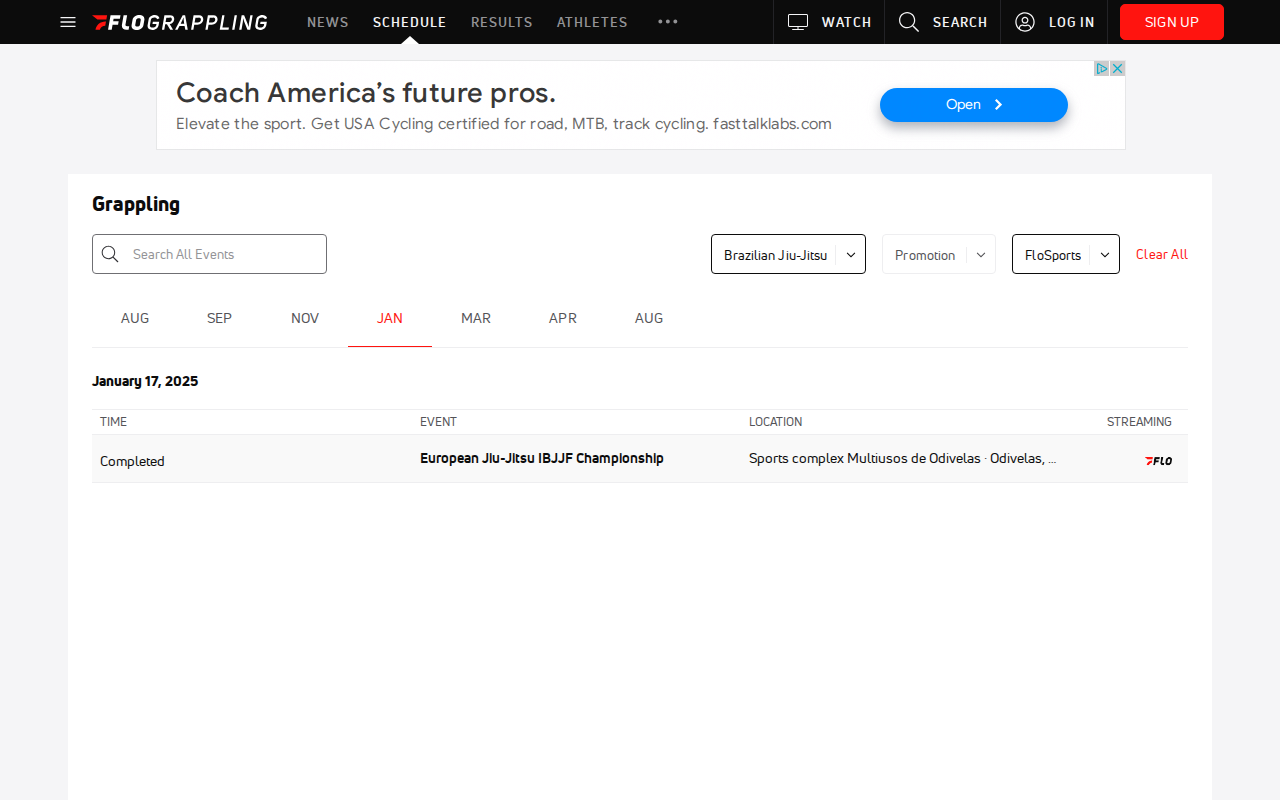 FLOGRAPPLING NEWS SCHEDULE RESULTS ATHLETES WATCH SEARCH LOG IN SIGN UP
Coach America's future pros.
Elevate the sport. Get USA Cycling certified for road, MTB, track cycling. fasttalklabs.com
Open
Grappling
Search All Events Brazilian Jiu-Jitsu Promotion FloSports Clear All
AUG SEP NOV JAN MAR APR AUG
January 17, 2025
TIME EVENT LOCATION STREAMING
Completed European Jiu-Jitsu IBJJF Championship Sports complex Multiusos de Odivelas · Odivelas, ... FLO